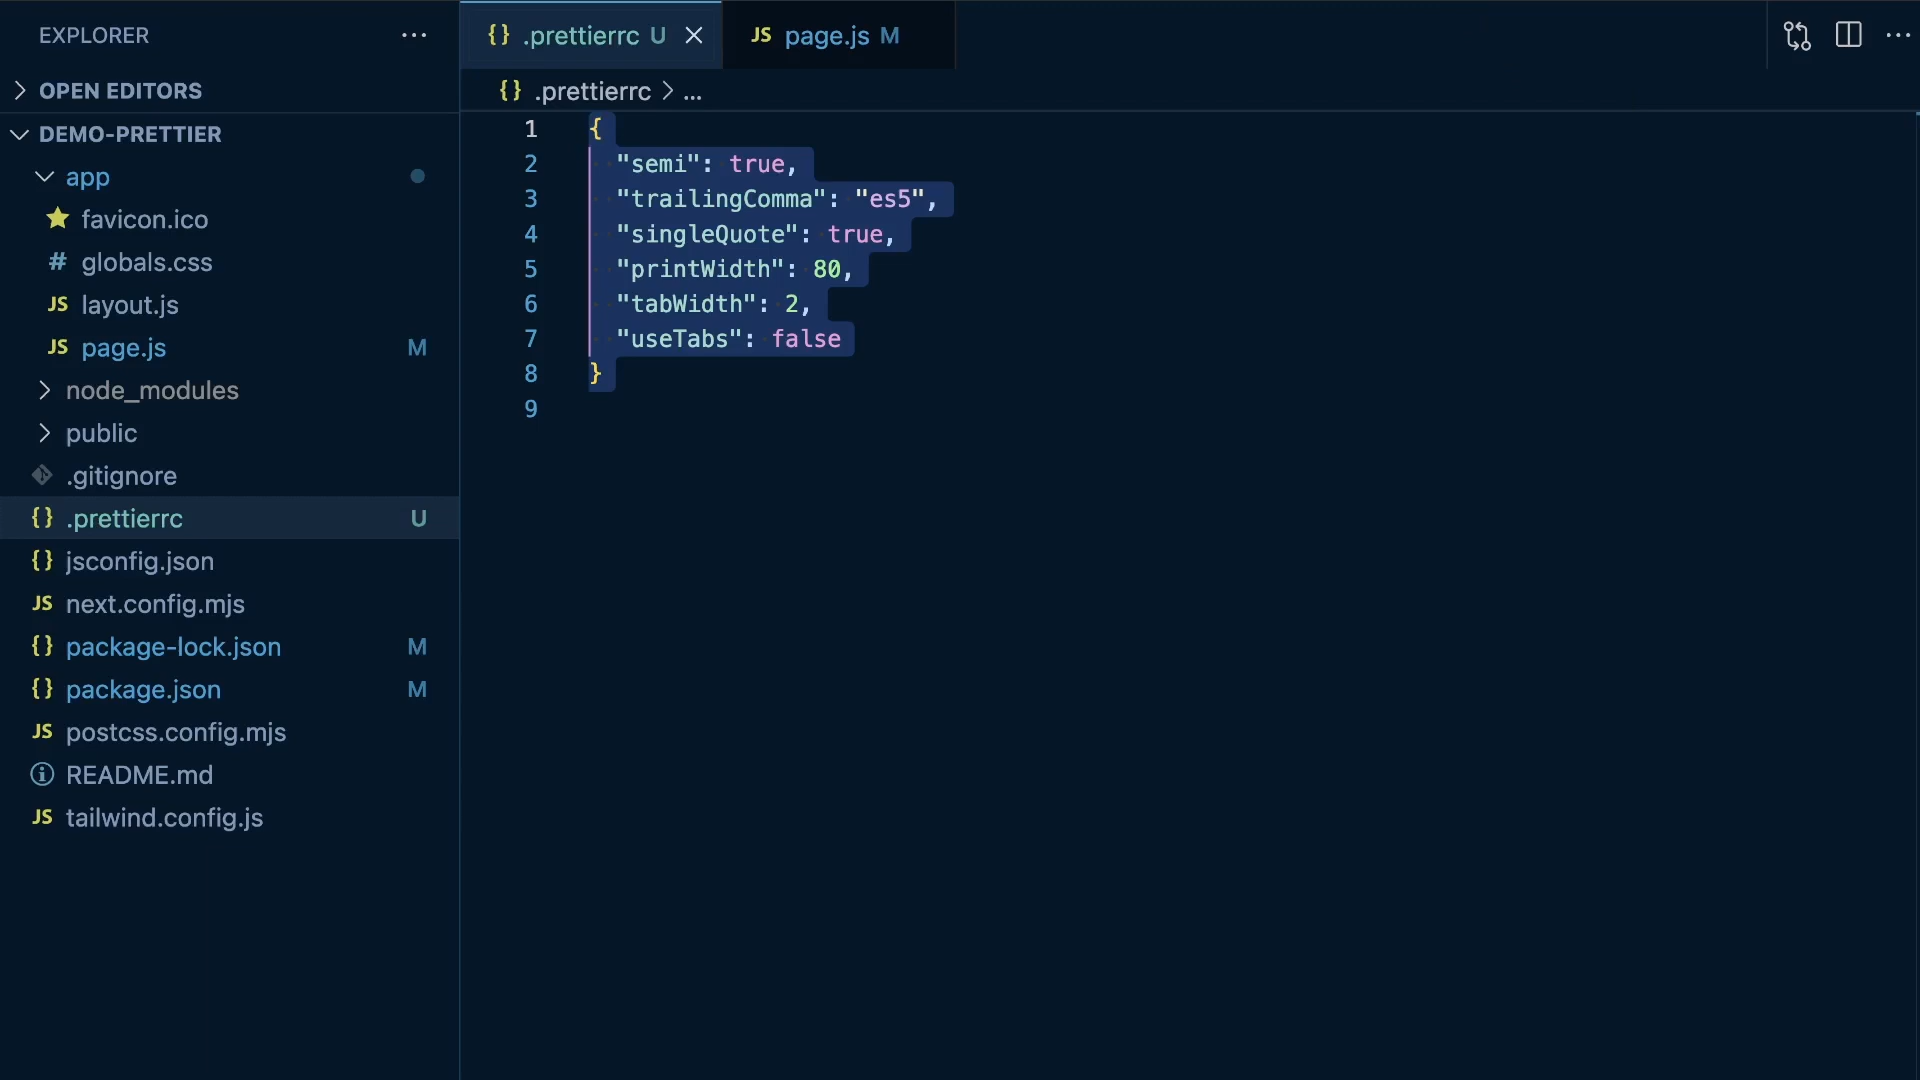 EXPLORER
OPEN EDITORS
DEMO-PRETTIER
app
favicon.ico
# globals.css
JS layout.js
JS page.js M
node_modules
public
.gitignore
{} .prettierrc U
{} jsconfig.json
JS next.config.mjs
{} package-lock.json M
{} package.json M
JS postcss.config.mjs
README.md
JS tailwind.config.js
{} .prettierrc U
JS page.js M
{} .prettierrc > ...
1 {
2 "semi": true,
3 "trailingComma": "es5",
4 "singleQuote": true,
5 "printWidth": 80,
6 "tabWidth": 2,
7 "useTabs": false
8 }
9